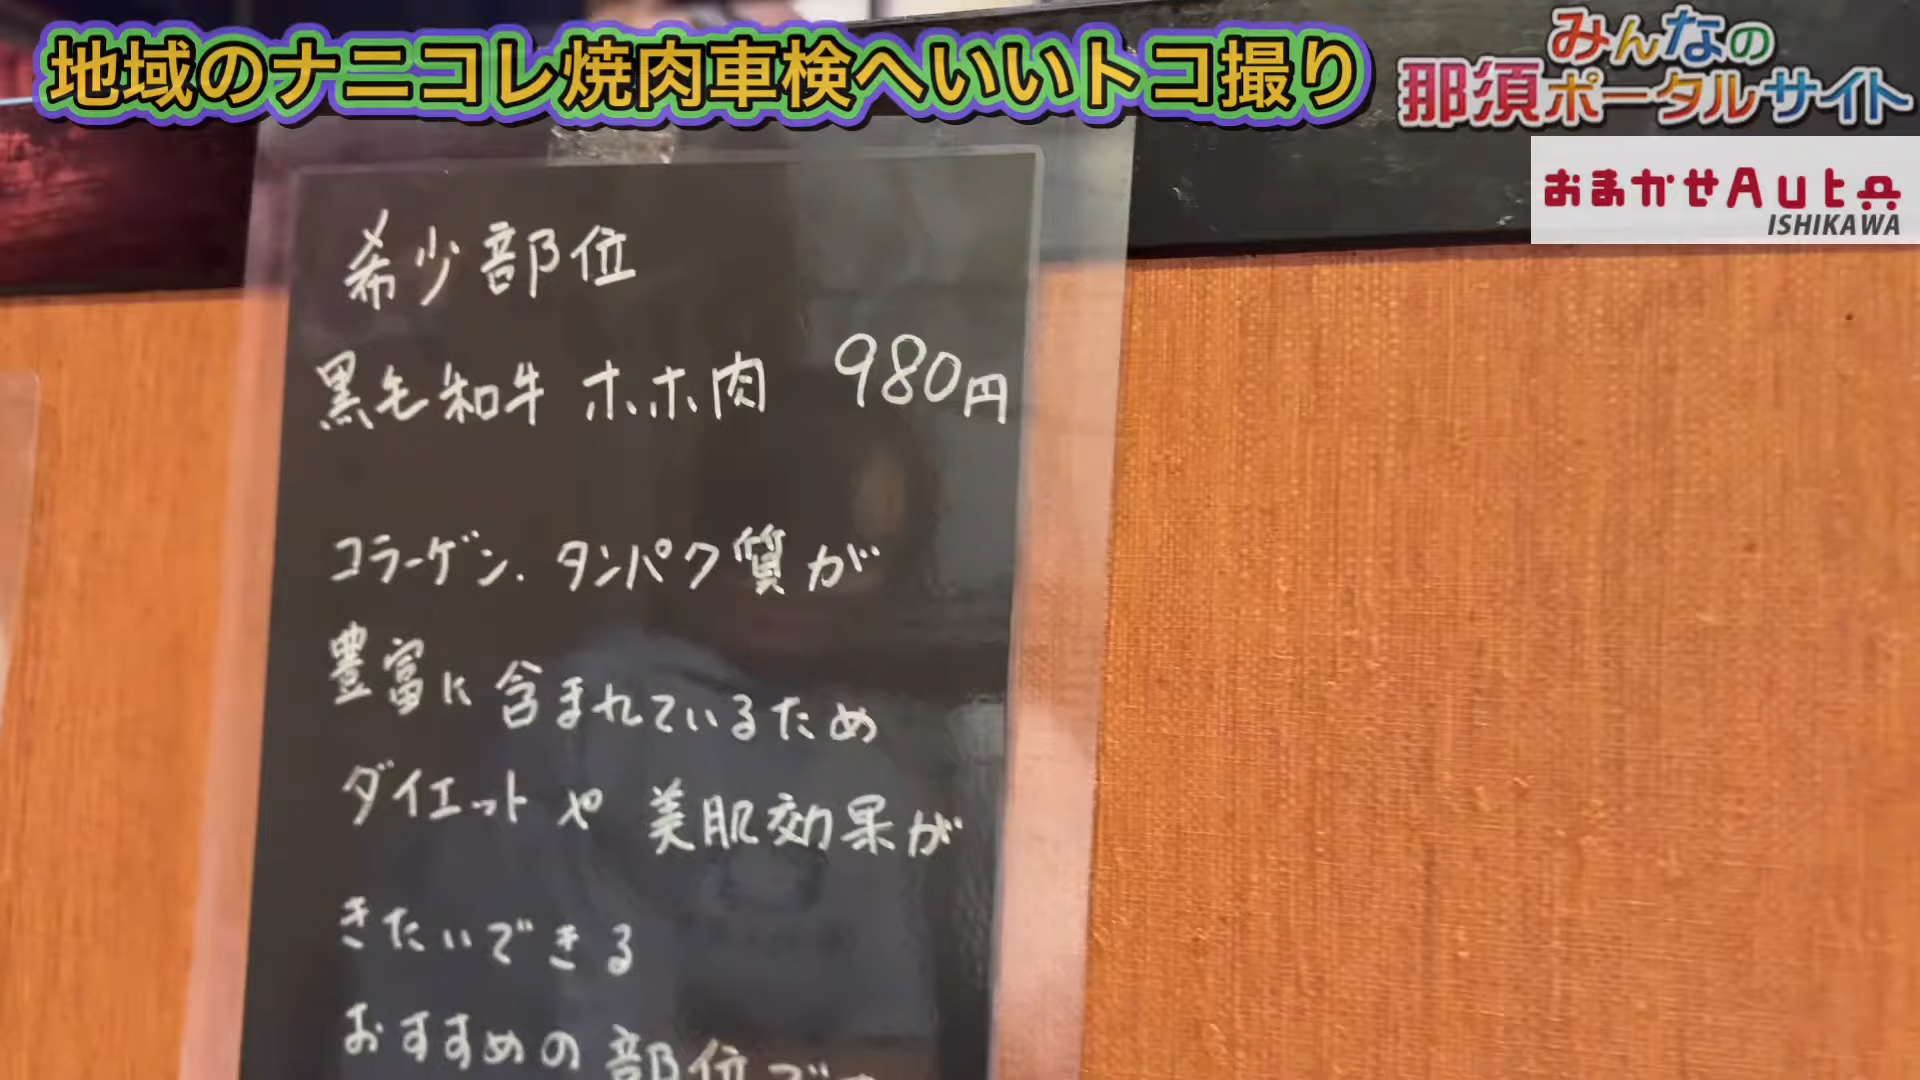 地域のナニコレ焼肉車検へいいトコ撮り
みんなの
那須ポータルサイト
おまかせAuto
ISHIKAWA
希少部位
黒毛和牛 ホホ肉 980円
コラーゲン.タンパク質が
豊富に含まれているため
ダイエットや美肌効果が
きたいできる
おすすめの部位です